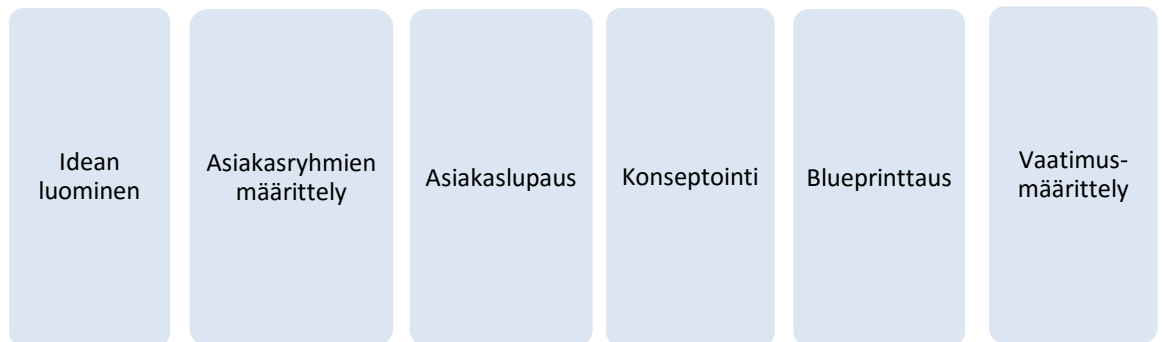 Idean
luominen
Asiakasryhmien
määrittely
Asiakaslupaus
Konseptointi
Blueprinttaus
Vaatimus-
määrittely